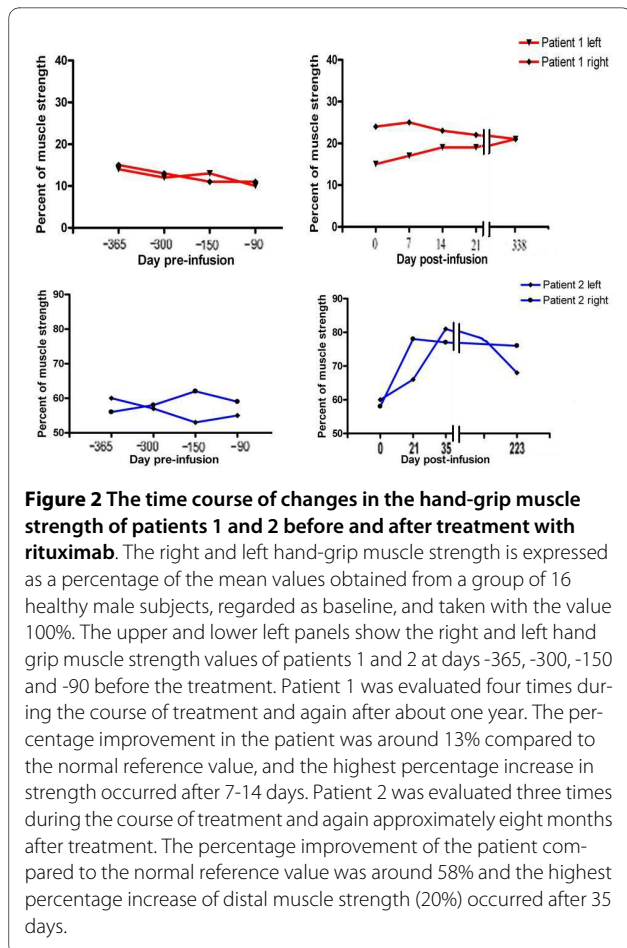 Patient 1 left
Patient 1 right
Percent of muscle strength
40
30
20
10
0
-365 -300 -150 -90
Day pre-infusion
Percent of muscle strength
40
30
20
10
0
0 7 14 21 338
Day post-infusion
Patient 2 left
Patient 2 right
Percent of muscle strength
90
80
70
60
50
-365 -300 -150 -90
Day pre-infusion
Percent of muscle strength
90
80
70
60
50
0 21 35 223
Day post-infusion
Figure 2 The time course of changes in the hand-grip muscle
strength of patients 1 and 2 before and after treatment with
rituximab. The right and left hand-grip muscle strength is expressed
as a percentage of the mean values obtained from a group of 16
healthy male subjects, regarded as baseline, and taken with the value
100%. The upper and lower left panels show the right and left hand
grip muscle strength values of patients 1 and 2 at days -365, -300, -150
and -90 before the treatment. Patient 1 was evaluated four times dur-
ing the course of treatment and again after about one year. The per-
centage improvement in the patient was around 13% compared to
the normal reference value, and the highest percentage increase in
strength occurred after 7-14 days. Patient 2 was evaluated three times
during the course of treatment and again approximately eight months
after treatment. The percentage improvement of the patient com-
pared to the normal reference value was around 58% and the highest
percentage increase of distal muscle strength (20%) occurred after 35
days.